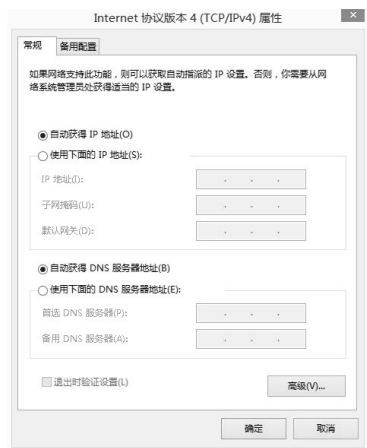 Internet 协议版本 4 (TCP/IPv4) 属性
常规 备用配置
如果网络支持此功能，则可以获取自动指派的 IP 设置。否则，你需要从网
络系统管理员处获得适当的 IP 设置。
自动获得 IP 地址(O)
使用下面的 IP 地址(S):
IP 地址(I):
子网掩码(U):
默认网关(D):
自动获得 DNS 服务器地址(B)
使用下面的 DNS 服务器地址(E):
首选 DNS 服务器(P):
备用 DNS 服务器(A):
退出时验证设置(L)
高级(V)...
确定 取消